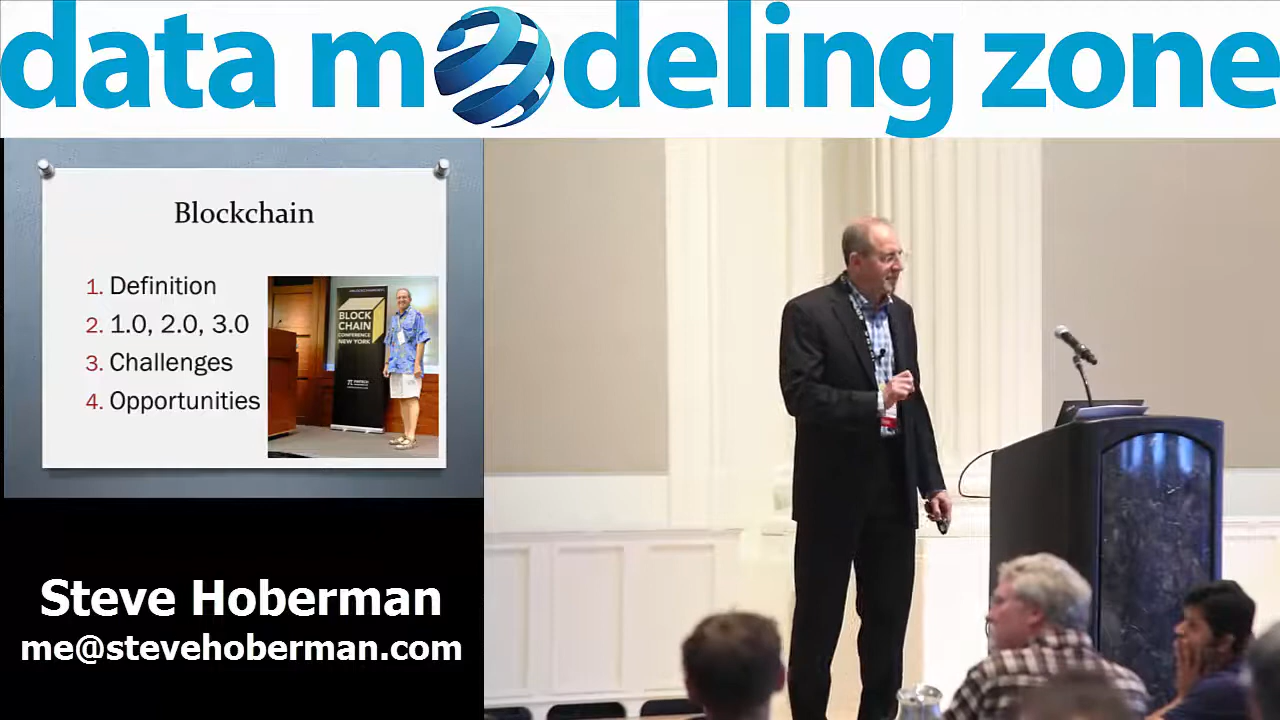 data modeling zone
Blockchain
1. Definition
2. 1.0, 2.0, 3.0
3. Challenges
4. Opportunities
BLOCK
CHAIN
CONFERENCE
NEW YORK
FINTECH
Steve Hoberman
me@stevehoberman.com